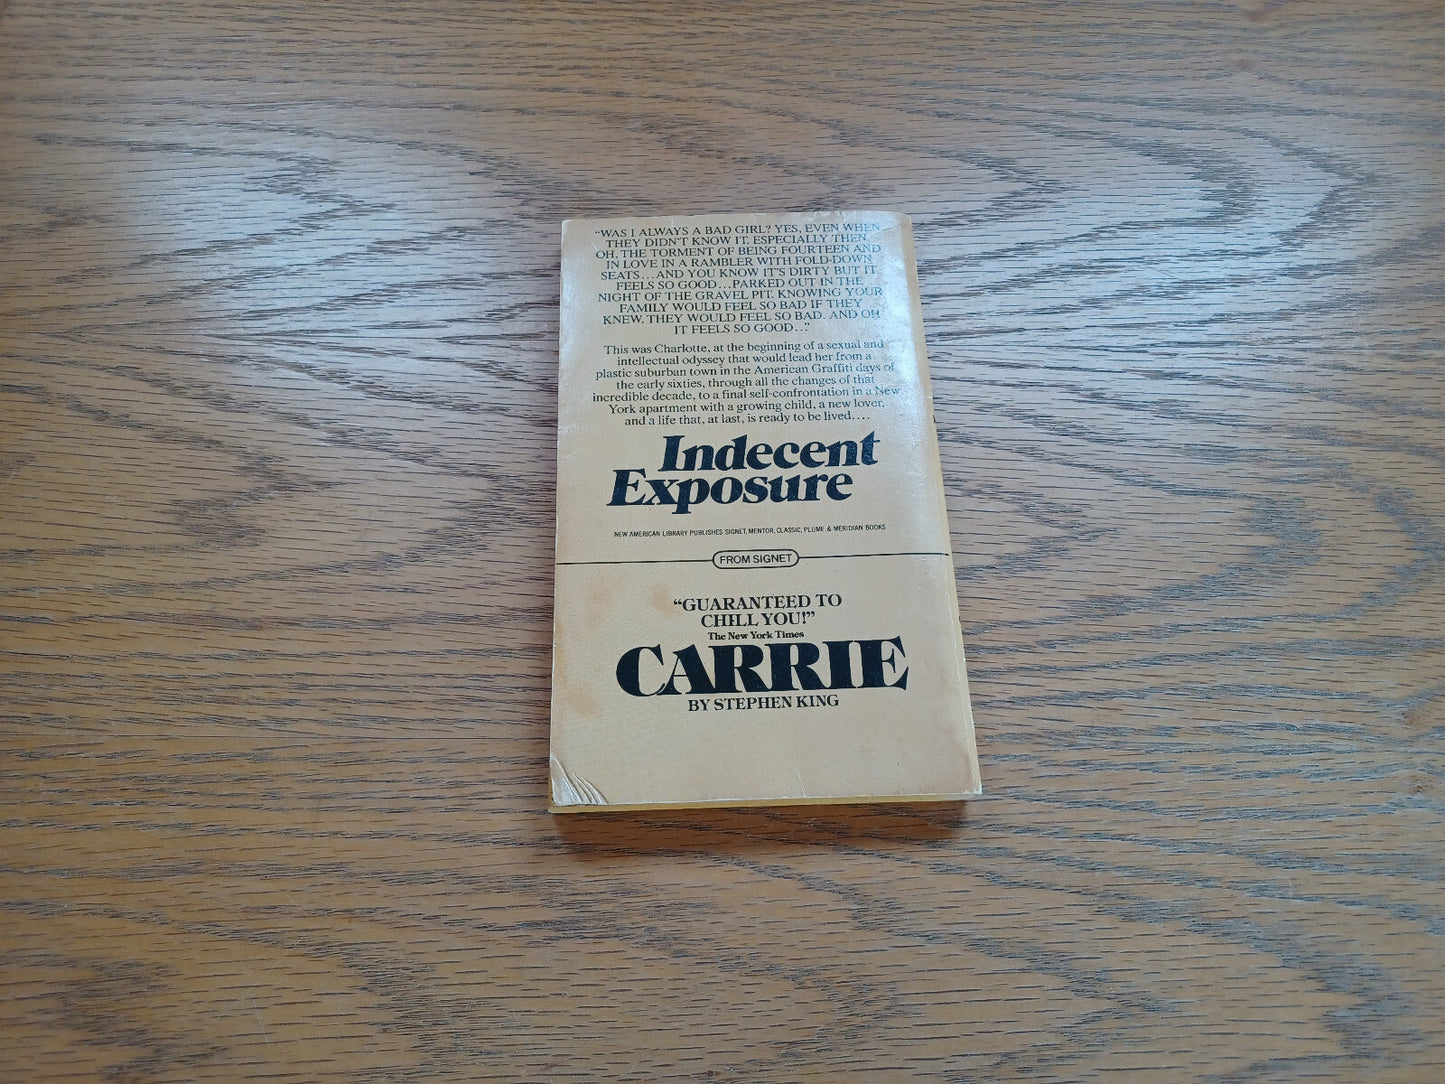 “WAS I ALWAYS A BAD GIRL? YES, EVEN WHEN
THEY DIDN'T KNOW IT. ESPECIALLY THEN.
OH, THE TORMENT OF BEING FOURTEEN AND
IN LOVE IN A RAMBLER WITH FOLD-DOWN
SEATS...AND YOU KNOW IT'S DIRTY BUT IT
FEELS SO GOOD...PARKED OUT IN THE
NIGHT OF THE GRAVEL PIT. KNOWING YOUR
FAMILY WOULD FEEL SO BAD IF THEY
KNEW. THEY WOULD FEEL SO BAD. AND OH
IT FEELS SO GOOD...”
This was Charlotte, at the beginning of a sexual and
intellectual odyssey that would lead her from a
plastic suburban town in the American Graffiti days of
the early sixties, through all the changes of that
incredible decade, to a final self-confrontation in a New
York apartment with a growing child, a new lover,
and a life that, at last, is ready to be lived....
Indecent
Exposure
NEW AMERICAN LIBRARY PUBLISHES SIGNET, MENTOR, CLASSIC, PLUME & MERIDIAN BOOKS
FROM SIGNET
“GUARANTEED TO
CHILL YOU!”
The New York Times
CARRIE
BY STEPHEN KING